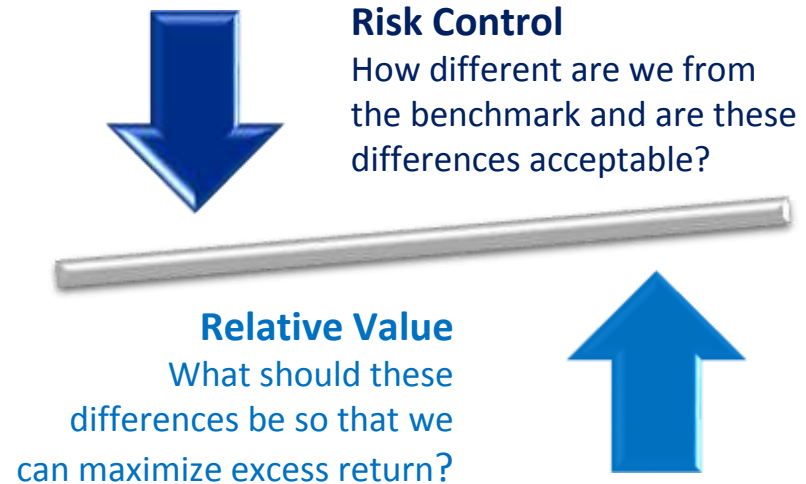 Risk Control
How different are we from
the benchmark and are these
differences acceptable?
Relative Value
What should these
differences be so that we
can maximize excess return?